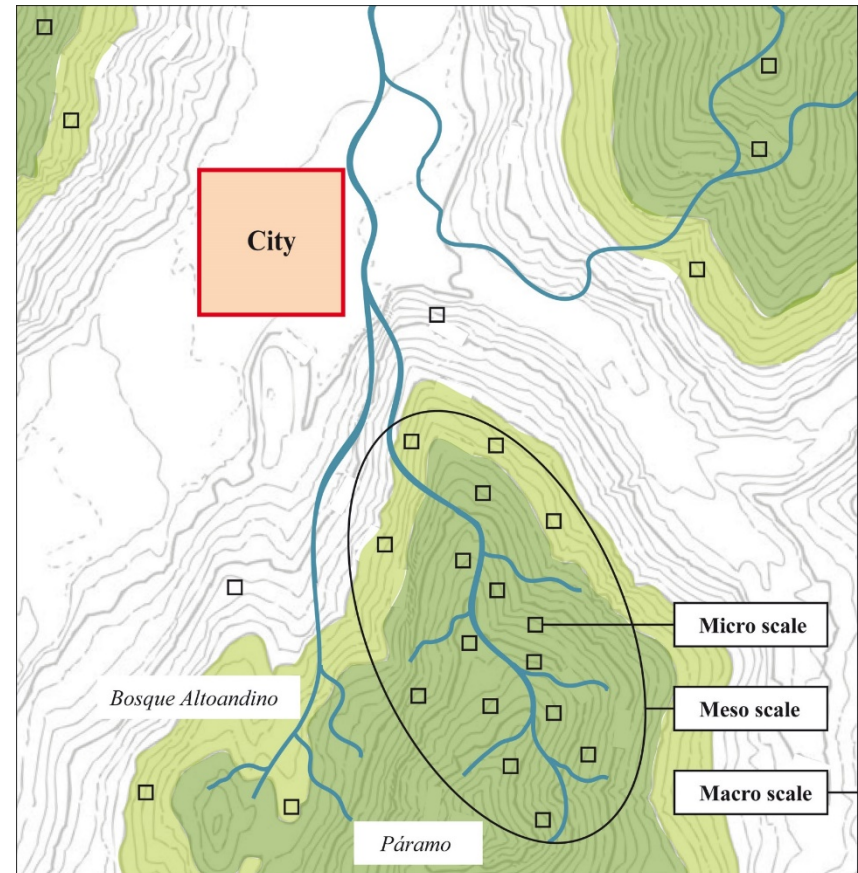 City
Micro scale
Bosque Altoandino
Meso scale
Macro scale
Páramo